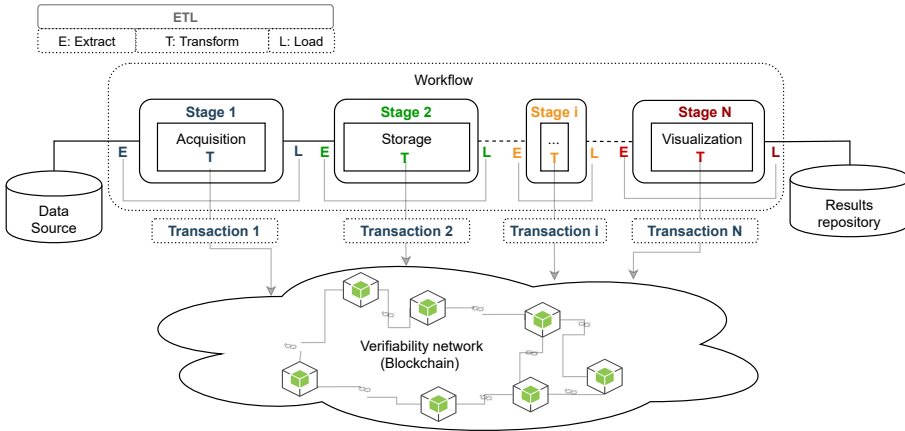 ETL
E: Extract
T: Transform
L: Load
Workflow
Stage 1
Stage 2
Stage i
Stage N
Acquisition
Storage
...
Visualization
E
T
L
E
T
L
E
T
L
E
T
L
Data
Source
Results
repository
Transaction 1
Transaction 2
Transaction i
Transaction N
Verifiability network
(Blockchain)